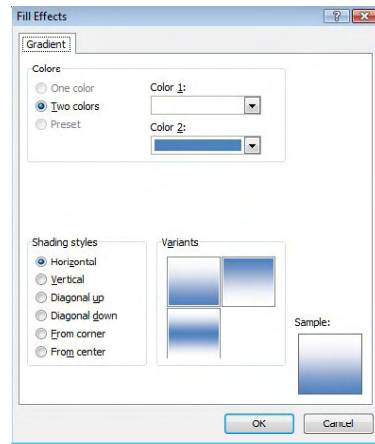 Fill Effects
Gradient
Colors
One color
Two colors
Preset
Color 1:
Color 2:
Shading styles
Horizontal
Vertical
Diagonal up
Diagonal down
From corner
From center
Variants
Sample:
OK
Cancel